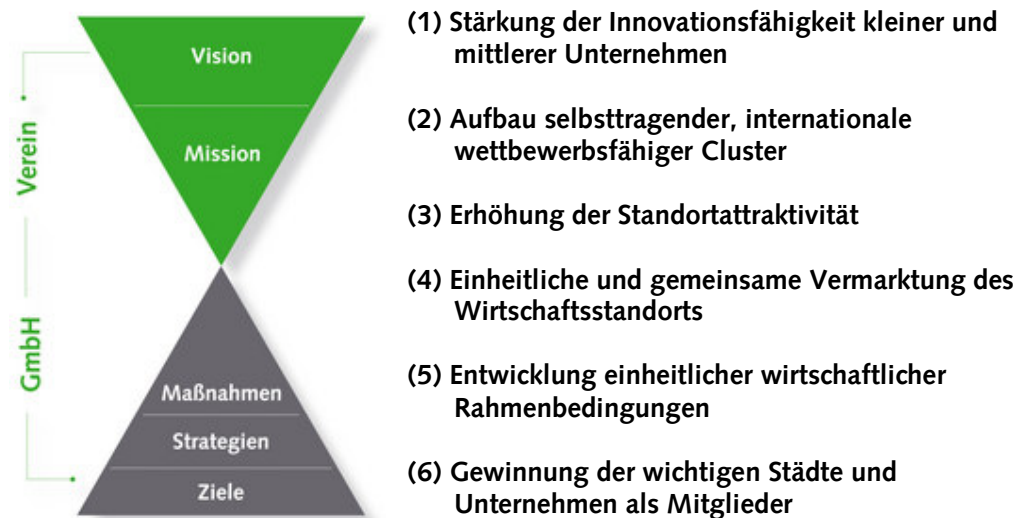 Verein
GmbH
Vision
Mission
Maßnahmen
Strategien
Ziele
(1) Stärkung der Innovationsfähigkeit kleiner und
mittlerer Unternehmen
(2) Aufbau selbsttragender, internationale
wettbewerbsfähiger Cluster
(3) Erhöhung der Standortattraktivität
(4) Einheitliche und gemeinsame Vermarktung des
Wirtschaftsstandorts
(5) Entwicklung einheitlicher wirtschaftlicher
Rahmenbedingungen
(6) Gewinnung der wichtigen Städte und
Unternehmen als Mitglieder